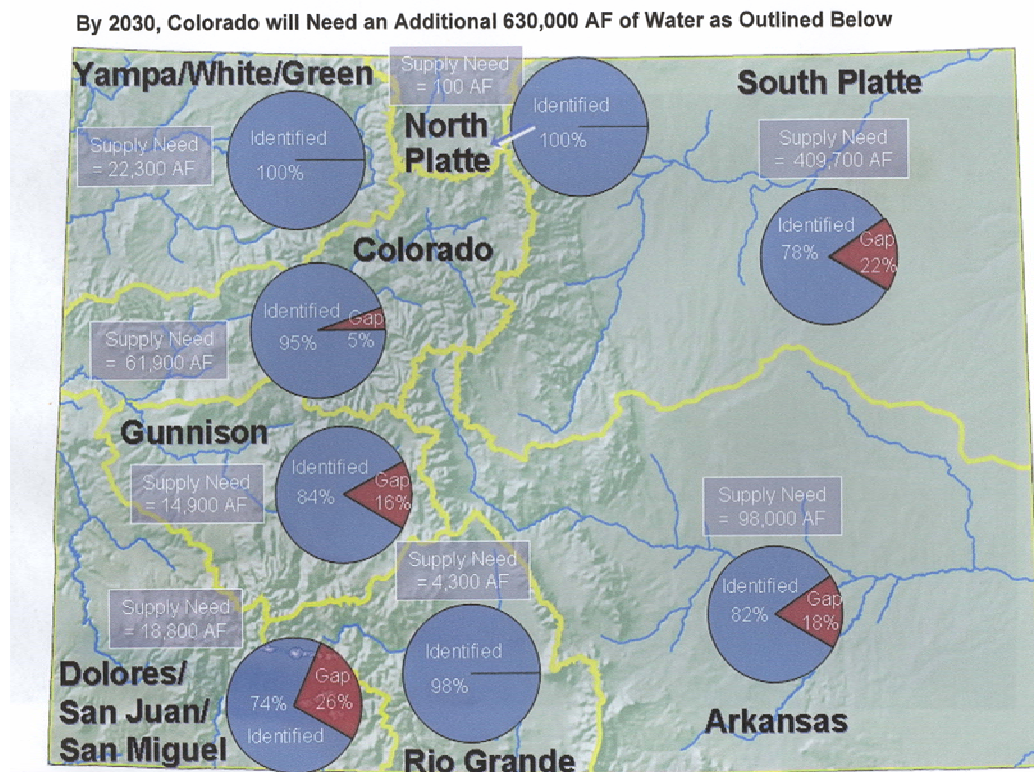 By 2030, Colorado will Need an Additional 630,000 AF of Water as Outlined Below
Yampa/White/Green
Supply Need
= 22,300 AF
Identified
100%
Supply Need
= 100 AF
North
Platte
Identified
100%
South Platte
Supply Need
= 409,700 AF
Identified
78%
Gap
22%
Colorado
Supply Need
= 61,900 AF
Identified
95%
Gap
5%
Gunnison
Supply Need
= 14,900 AF
Identified
84%
Gap
16%
Supply Need
= 98,000 AF
Identified
82%
Gap
18%
Arkansas
Supply Need
= 18,800 AF
Dolores/
San Juan/
San Miguel
Gap
26%
74%
Identified
Supply Need
= 4,300 AF
Identified
98%
Rio Grande